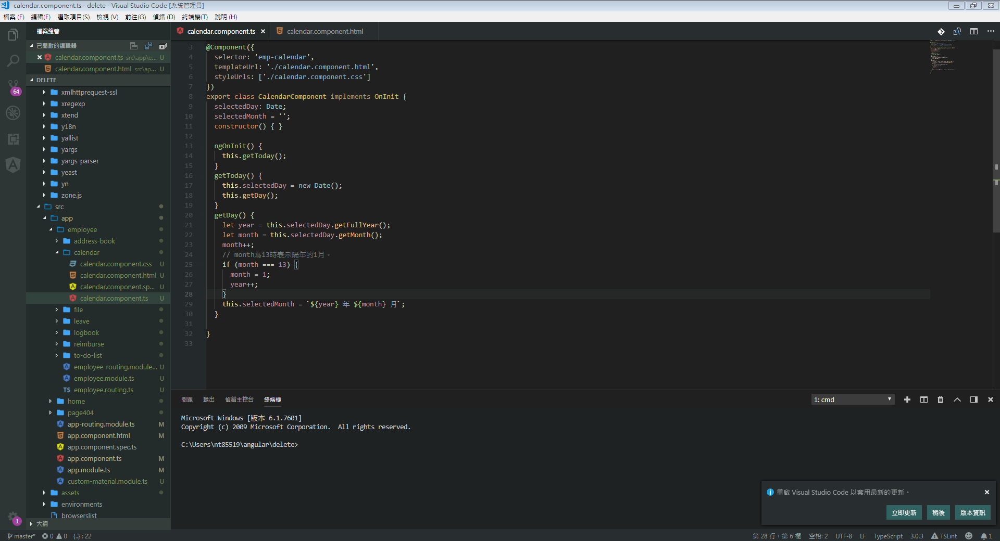 calendar.component.ts - delete - Visual Studio Code [系統管理員]
檔案 (F) 編輯(E) 選取項目(S) 檢視 (V) 前往(G) 偵錯 (D) 終端機(T) 說明 (H)
檔案總管
已開啟的編輯器
calendar.component.ts src\app\e... U
calendar.component.html src\ap... U
DELETE
xmlhttprequest-ssl
xregexp
xtend
y18n
yallist
yargs
yargs-parser
yeast
yn
zone.js
src
app
employee
address-book
calendar
calendar.component.css U
calendar.component.html U
calendar.component.sp... U
calendar.component.ts U
file
leave
logbook
reimburse
to-do-list
employee-routing.module... U
employee.module.ts U
TS employee.routing.ts U
home
page404
app-routing.module.ts M
app.component.html M
app.component.spec.ts
app.component.ts M
app.module.ts M
custom-material.module.ts U
assets
environments
browserslist
大綱
64
1
calendar.component.ts
calendar.component.html
3 @Component({
4 selector: 'emp-calendar',
5 templateUrl: './calendar.component.html',
6 styleUrls: ['./calendar.component.css']
7 })
8 export class CalendarComponent implements OnInit {
9 selectedDay: Date;
10 selectedMonth = '';
11 constructor() { }
12
13 ngOnInit() {
14 this.getToday();
15 }
16 getToday() {
17 this.selectedDay = new Date();
18 this.getDay();
19 }
20 getDay() {
21 let year = this.selectedDay.getFullYear();
22 let month = this.selectedDay.getMonth();
23 month++;
24 // month為13時表示隔年的1月。
25 if (month === 13) {
26 month = 1;
27 year++;
28 }
29 this.selectedMonth = `${year} 年 ${month} 月`;
30 }
31
32 }
33
問題 輸出 偵錯主控台 終端機
1: cmd
Microsoft Windows [版本 6.1.7601]
Copyright (c) 2009 Microsoft Corporation. All rights reserved.
C:\Users\nt85519\angular\delete>
重啟 Visual Studio Code 以套用最新的更新。
立即更新 稍後 版本資訊
master* 0 0 {..} : 22
第 28 行，第 6 欄 空格: 2 UTF-8 LF TypeScript 3.0.3 TSLint 1